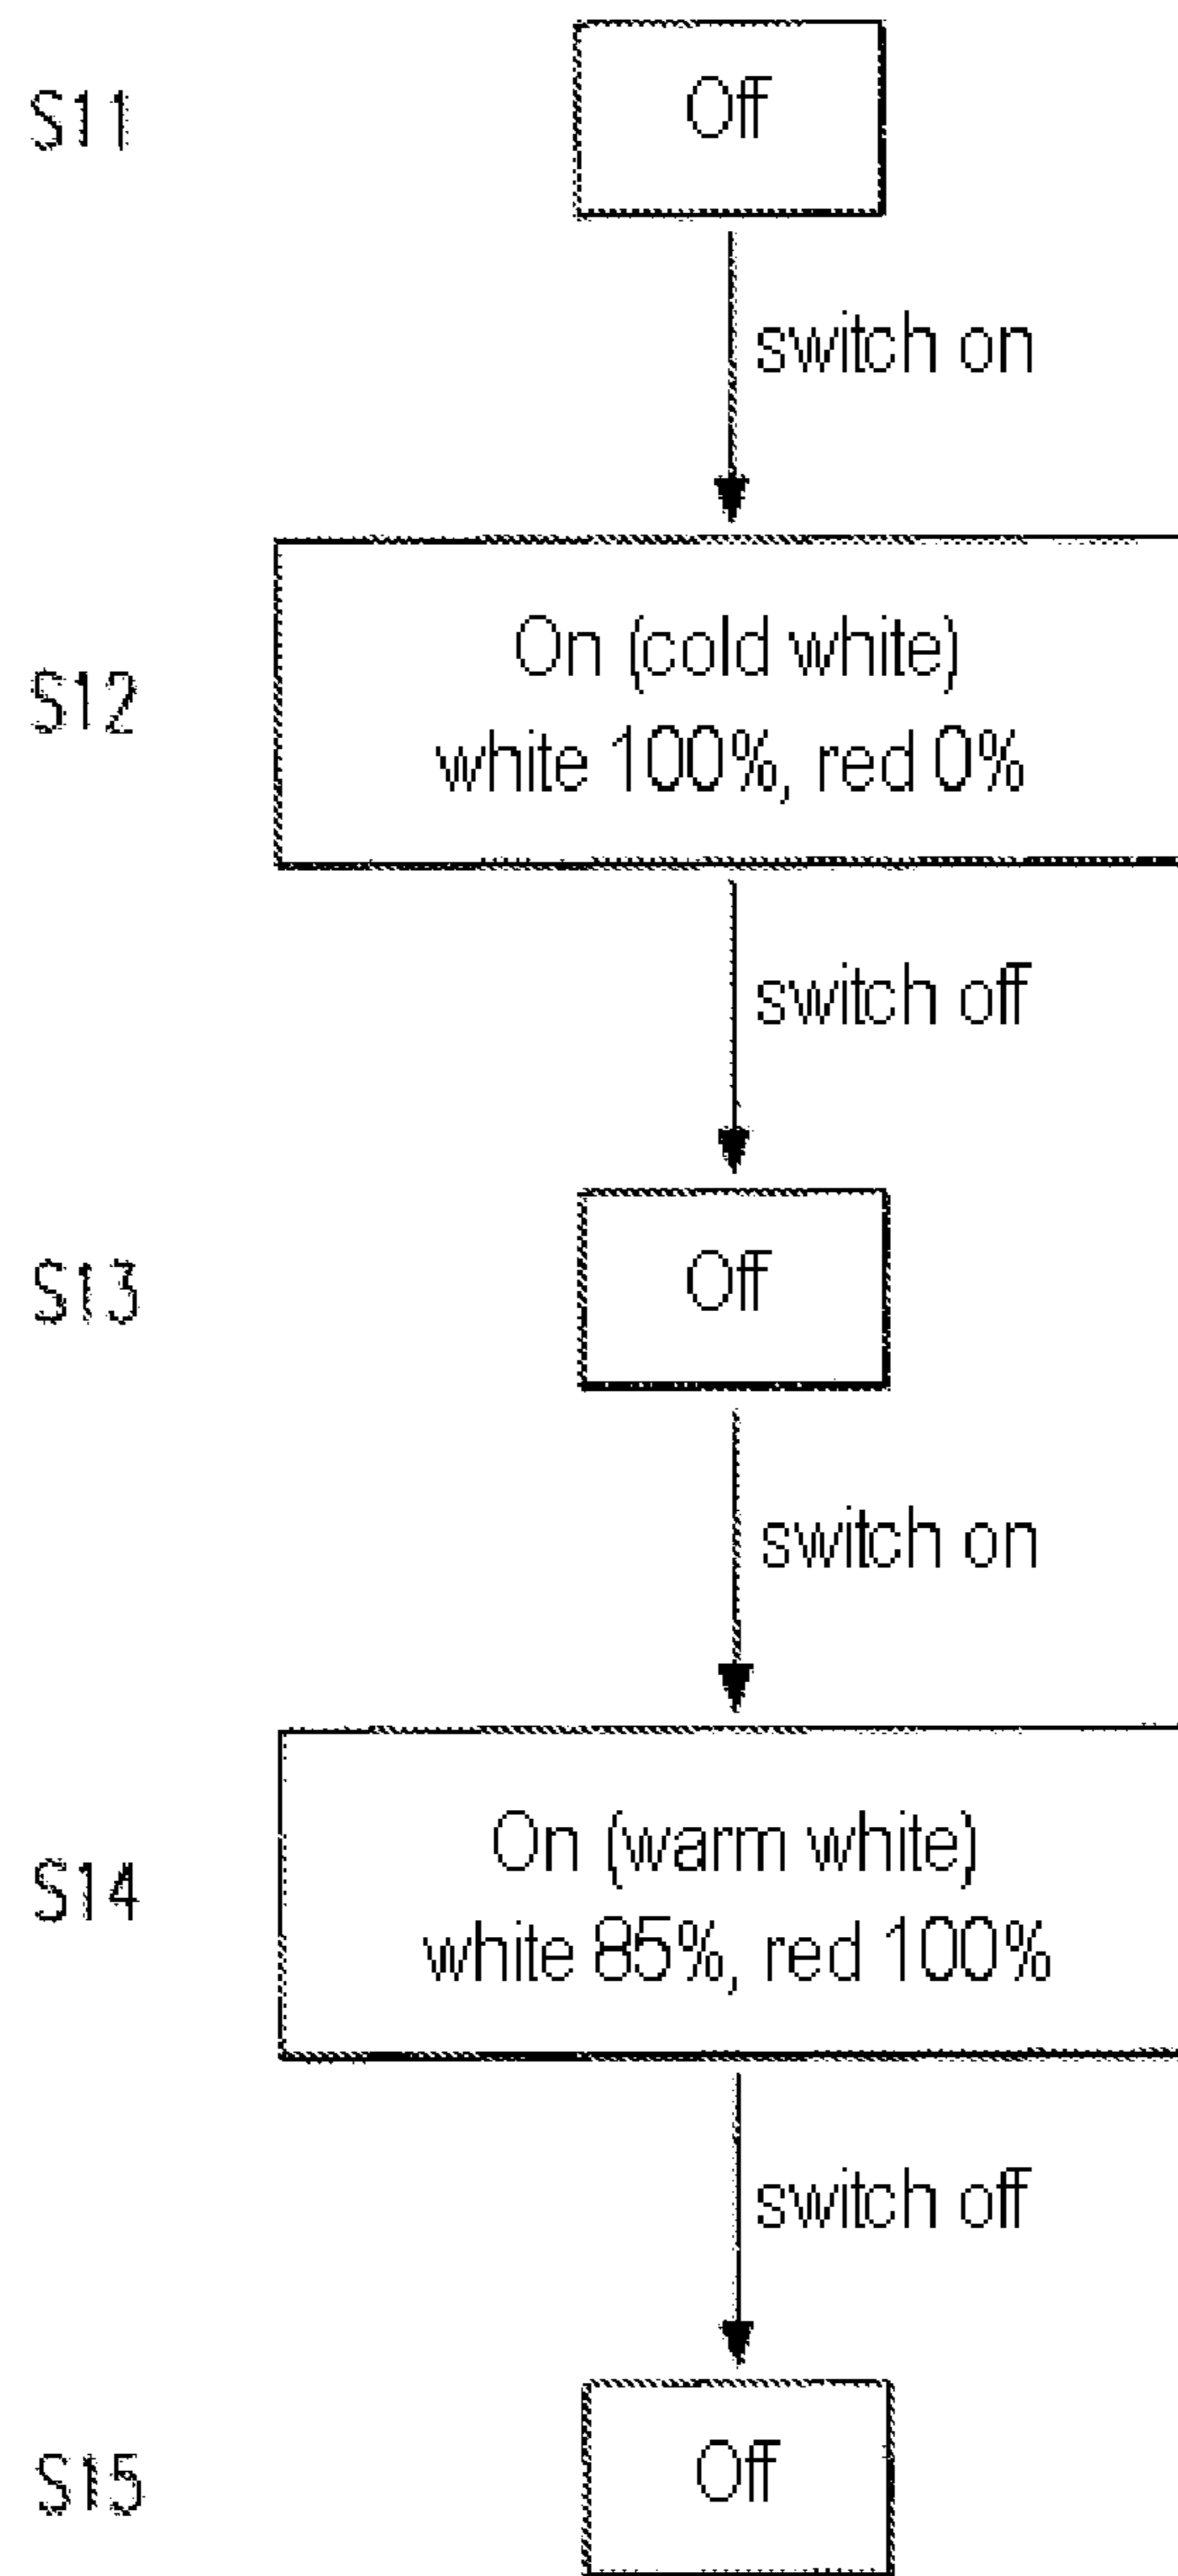 S11
Off
switch on
S12
On (cold white)
white 100%, red 0%
switch off
S13
Off
switch on
S14
On (warm white)
white 85%, red 100%
switch off
S15
Off